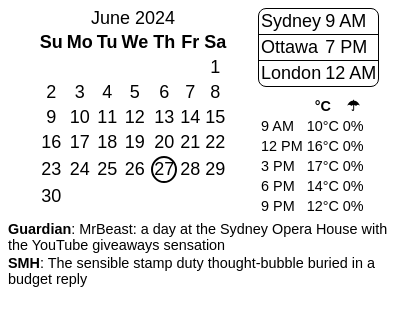 June 2024
Su Mo Tu We Th Fr Sa
1
2 3 4 5 6 7 8
9 10 11 12 13 14 15
16 17 18 19 20 21 22
23 24 25 26 27 28 29
30
Sydney 9 AM
Ottawa 7 PM
London 12 AM
°C ☂
9 AM 10°C 0%
12 PM 16°C 0%
3 PM 17°C 0%
6 PM 14°C 0%
9 PM 12°C 0%
Guardian: MrBeast: a day at the Sydney Opera House with
the YouTube giveaways sensation
SMH: The sensible stamp duty thought-bubble buried in a
budget reply